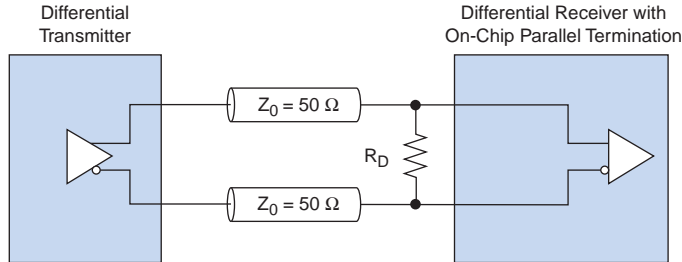 Differential
Transmitter
Differential Receiver with
On-Chip Parallel Termination
Z0 = 50 Ω
RD
Z0 = 50 Ω